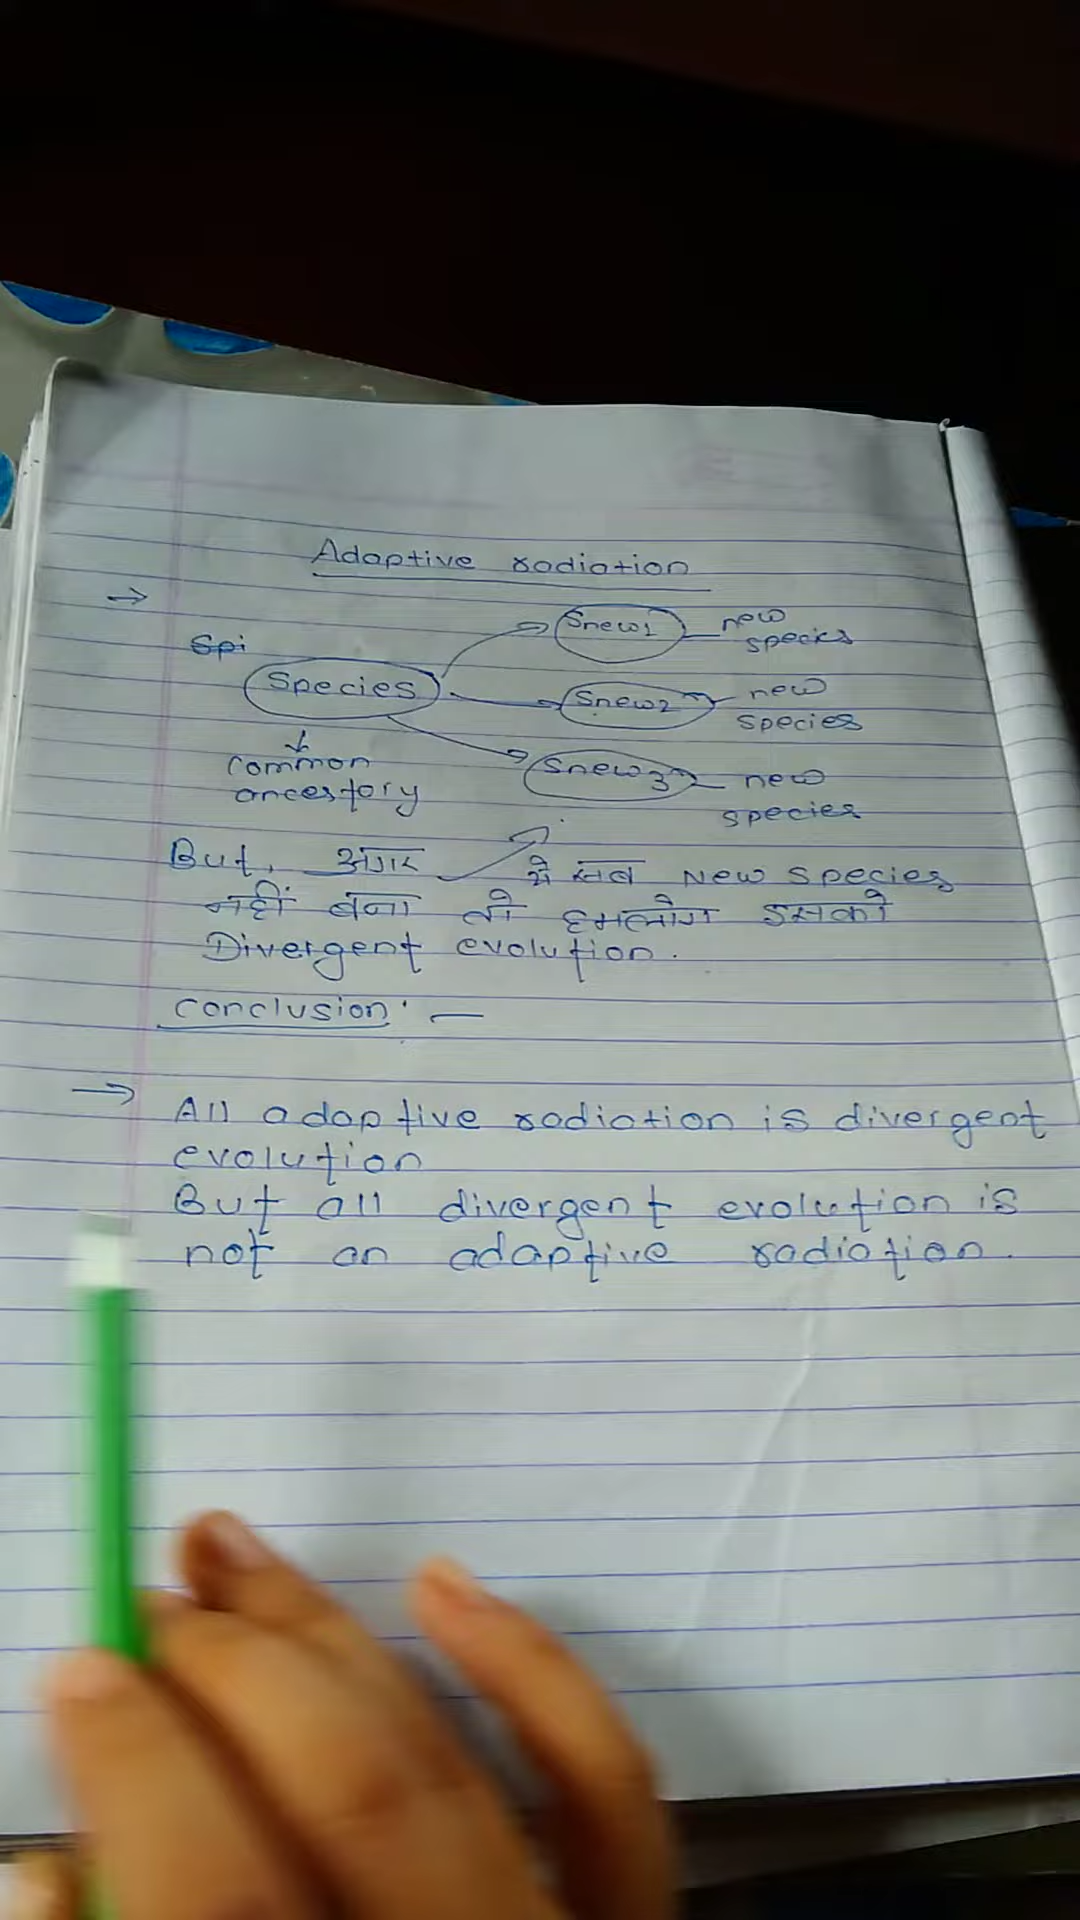 Adaptive radiation
→
Spi
Species
Snew1
new species
Snew2
new species
Snew3
new species
↓
common
ancestory
But, अगर ये सब New species
नहीं बना तो हमलोग इसको
Divergent evolution.
conclusion: —
→ All adaptive radiation is divergent
evolution
But all divergent evolution is
not an adaptive radiation.